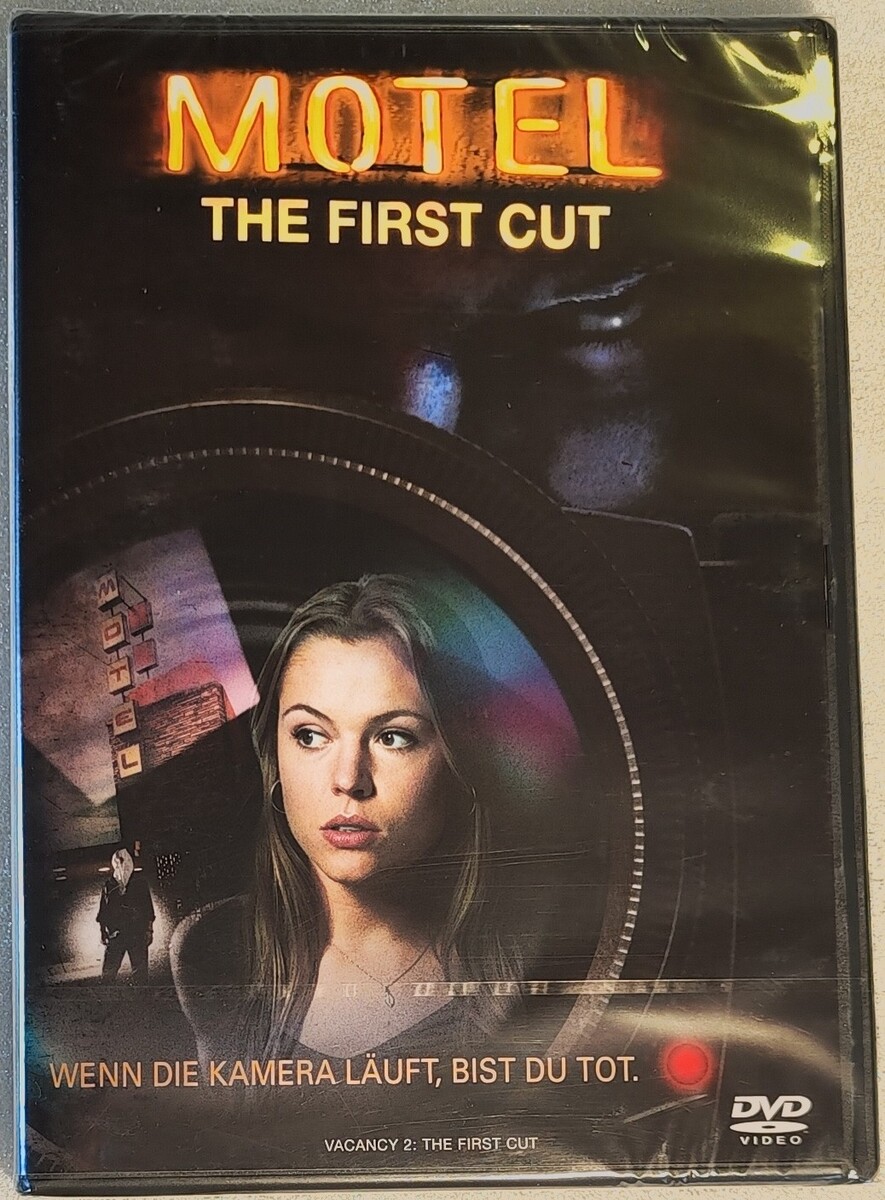 MOTEL
THE FIRST CUT
MOTEL
WENN DIE KAMERA LÄUFT, BIST DU TOT.
DVD
VIDEO
VACANCY 2: THE FIRST CUT